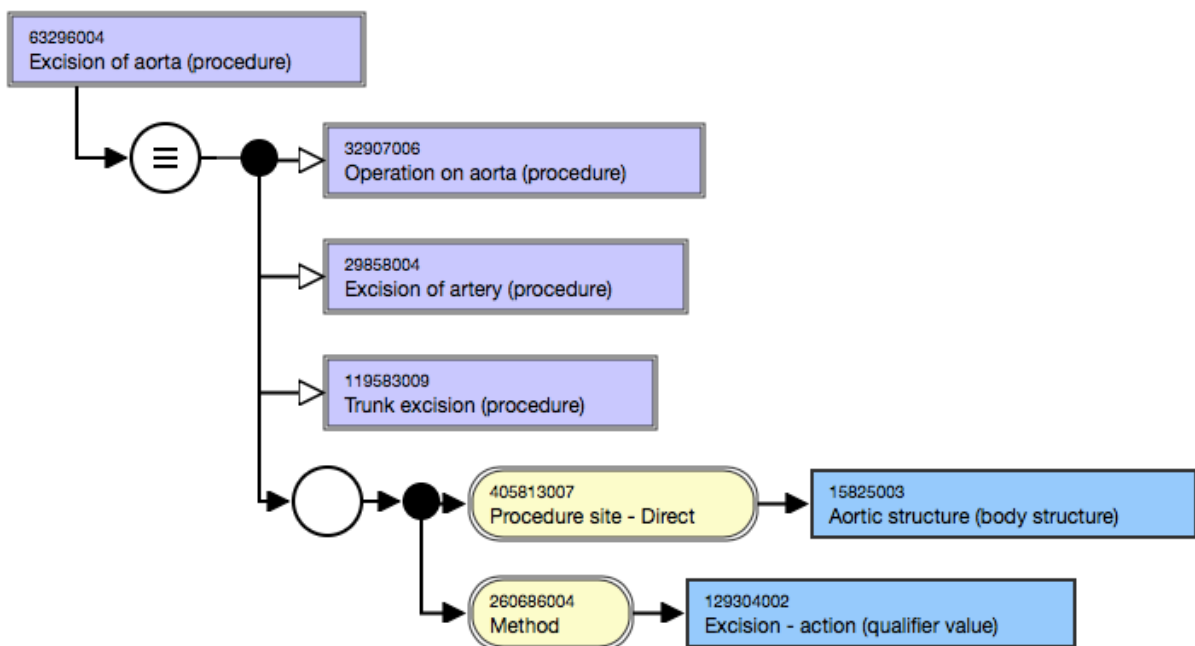 63296004
Excision of aorta (procedure)
32907006
Operation on aorta (procedure)
29858004
Excision of artery (procedure)
119583009
Trunk excision (procedure)
405813007
Procedure site - Direct
15825003
Aortic structure (body structure)
260686004
Method
129304002
Excision - action (qualifier value)